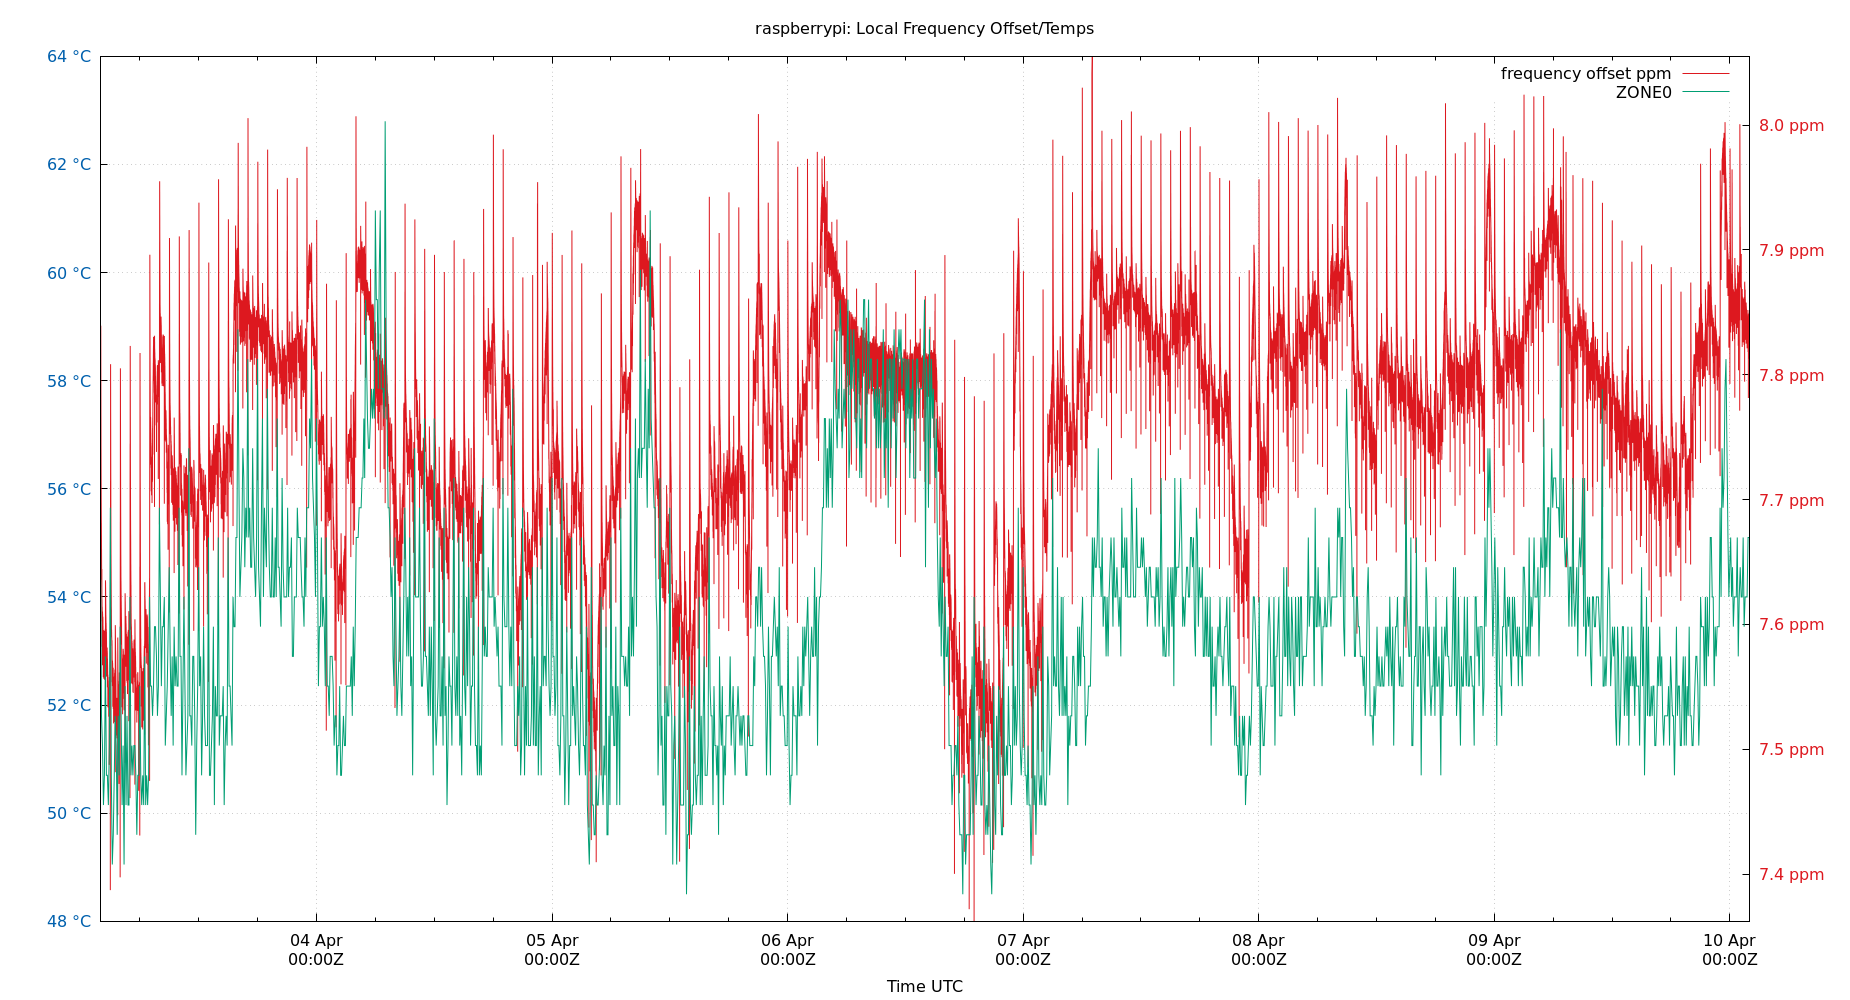 raspberrypi: Local Frequency Offset/Temps
frequency offset ppm
ZONE0
64 °C
62 °C
60 °C
58 °C
56 °C
54 °C
52 °C
50 °C
48 °C
8.0 ppm
7.9 ppm
7.8 ppm
7.7 ppm
7.6 ppm
7.5 ppm
7.4 ppm
04 Apr 05 Apr 06 Apr 07 Apr 08 Apr 09 Apr 10 Apr
00:00Z 00:00Z 00:00Z 00:00Z 00:00Z 00:00Z 00:00Z
Time UTC